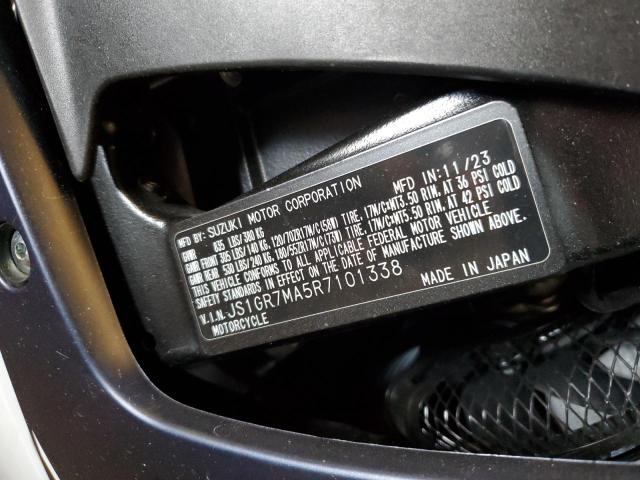 MFD BY: SUZUKI MOTOR CORPORATION MFD IN: 11/23
GVWR 835 LBS/380 KG
GAWR FRONT 305 LBS/140 KG. 120/70ZR17M/C(58W) TIRE. 17M/C×MT3.50 RIM. AT 36 PSI COLD
GAWR REAR 530 LBS/240 KG. 180/55ZR17M/C(73W) TIRE. 17M/C×MT5.50 RIM. AT 42 PSI COLD
THIS VEHICLE CONFORMS TO ALL APPLICABLE FEDERAL MOTOR VEHICLE
SAFETY STANDARDS IN EFFECT ON THE DATE OF MANUFACTURE SHOWN ABOVE.
V.I.N. JS1GR7MA5R7101338
MOTORCYCLE MADE IN JAPAN